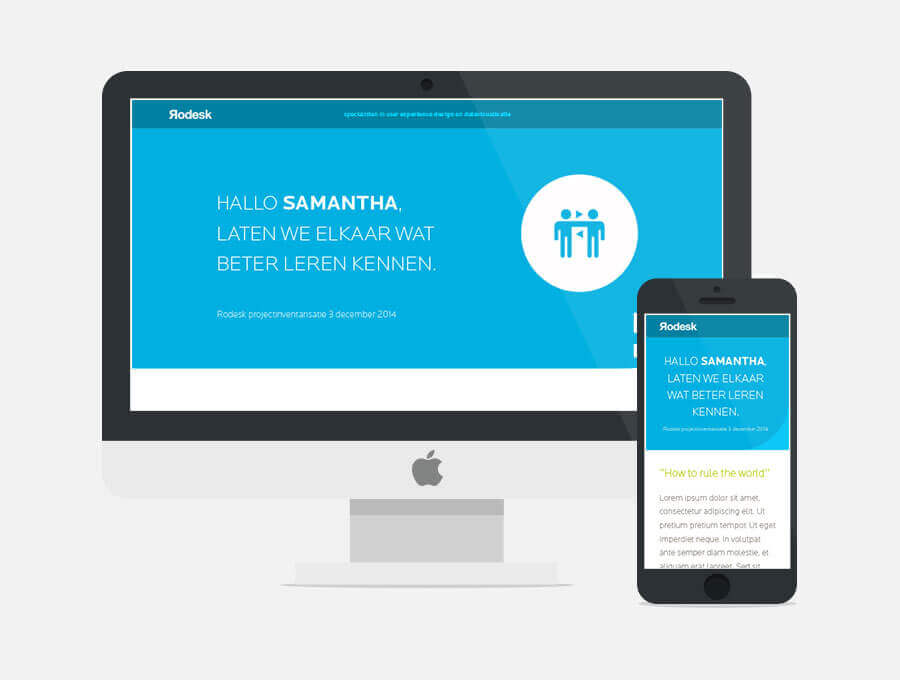 Rodesk
specialisten in user experience design en datavisualisatie
HALLO SAMANTHA,
LATEN WE ELKAAR WAT
BETER LEREN KENNEN.
Rodesk projectinventarisatie 3 december 2014
Rodesk
HALLO SAMANTHA,
LATEN WE ELKAAR
WAT BETER LEREN
KENNEN.
Rodesk projectinventarisatie 3 december 2014
"How to rule the world"
Lorem ipsum dolor sit amet,
consectetur adipiscing elit. Ut
pretium pretium tempor. Ut eget
imperdiet neque. In volutpat
ante semper diam molestie, et
aliquam erat laoreet. Sed sit